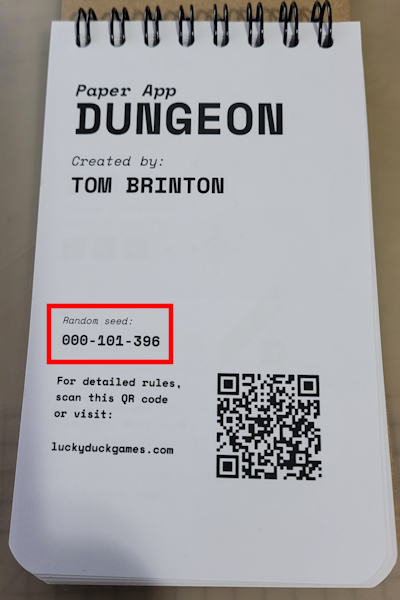 Paper App
DUNGEON
Created by:
TOM BRINTON
Random seed:
000-101-396
For detailed rules,
scan this QR code
or visit:
luckyduckgames.com